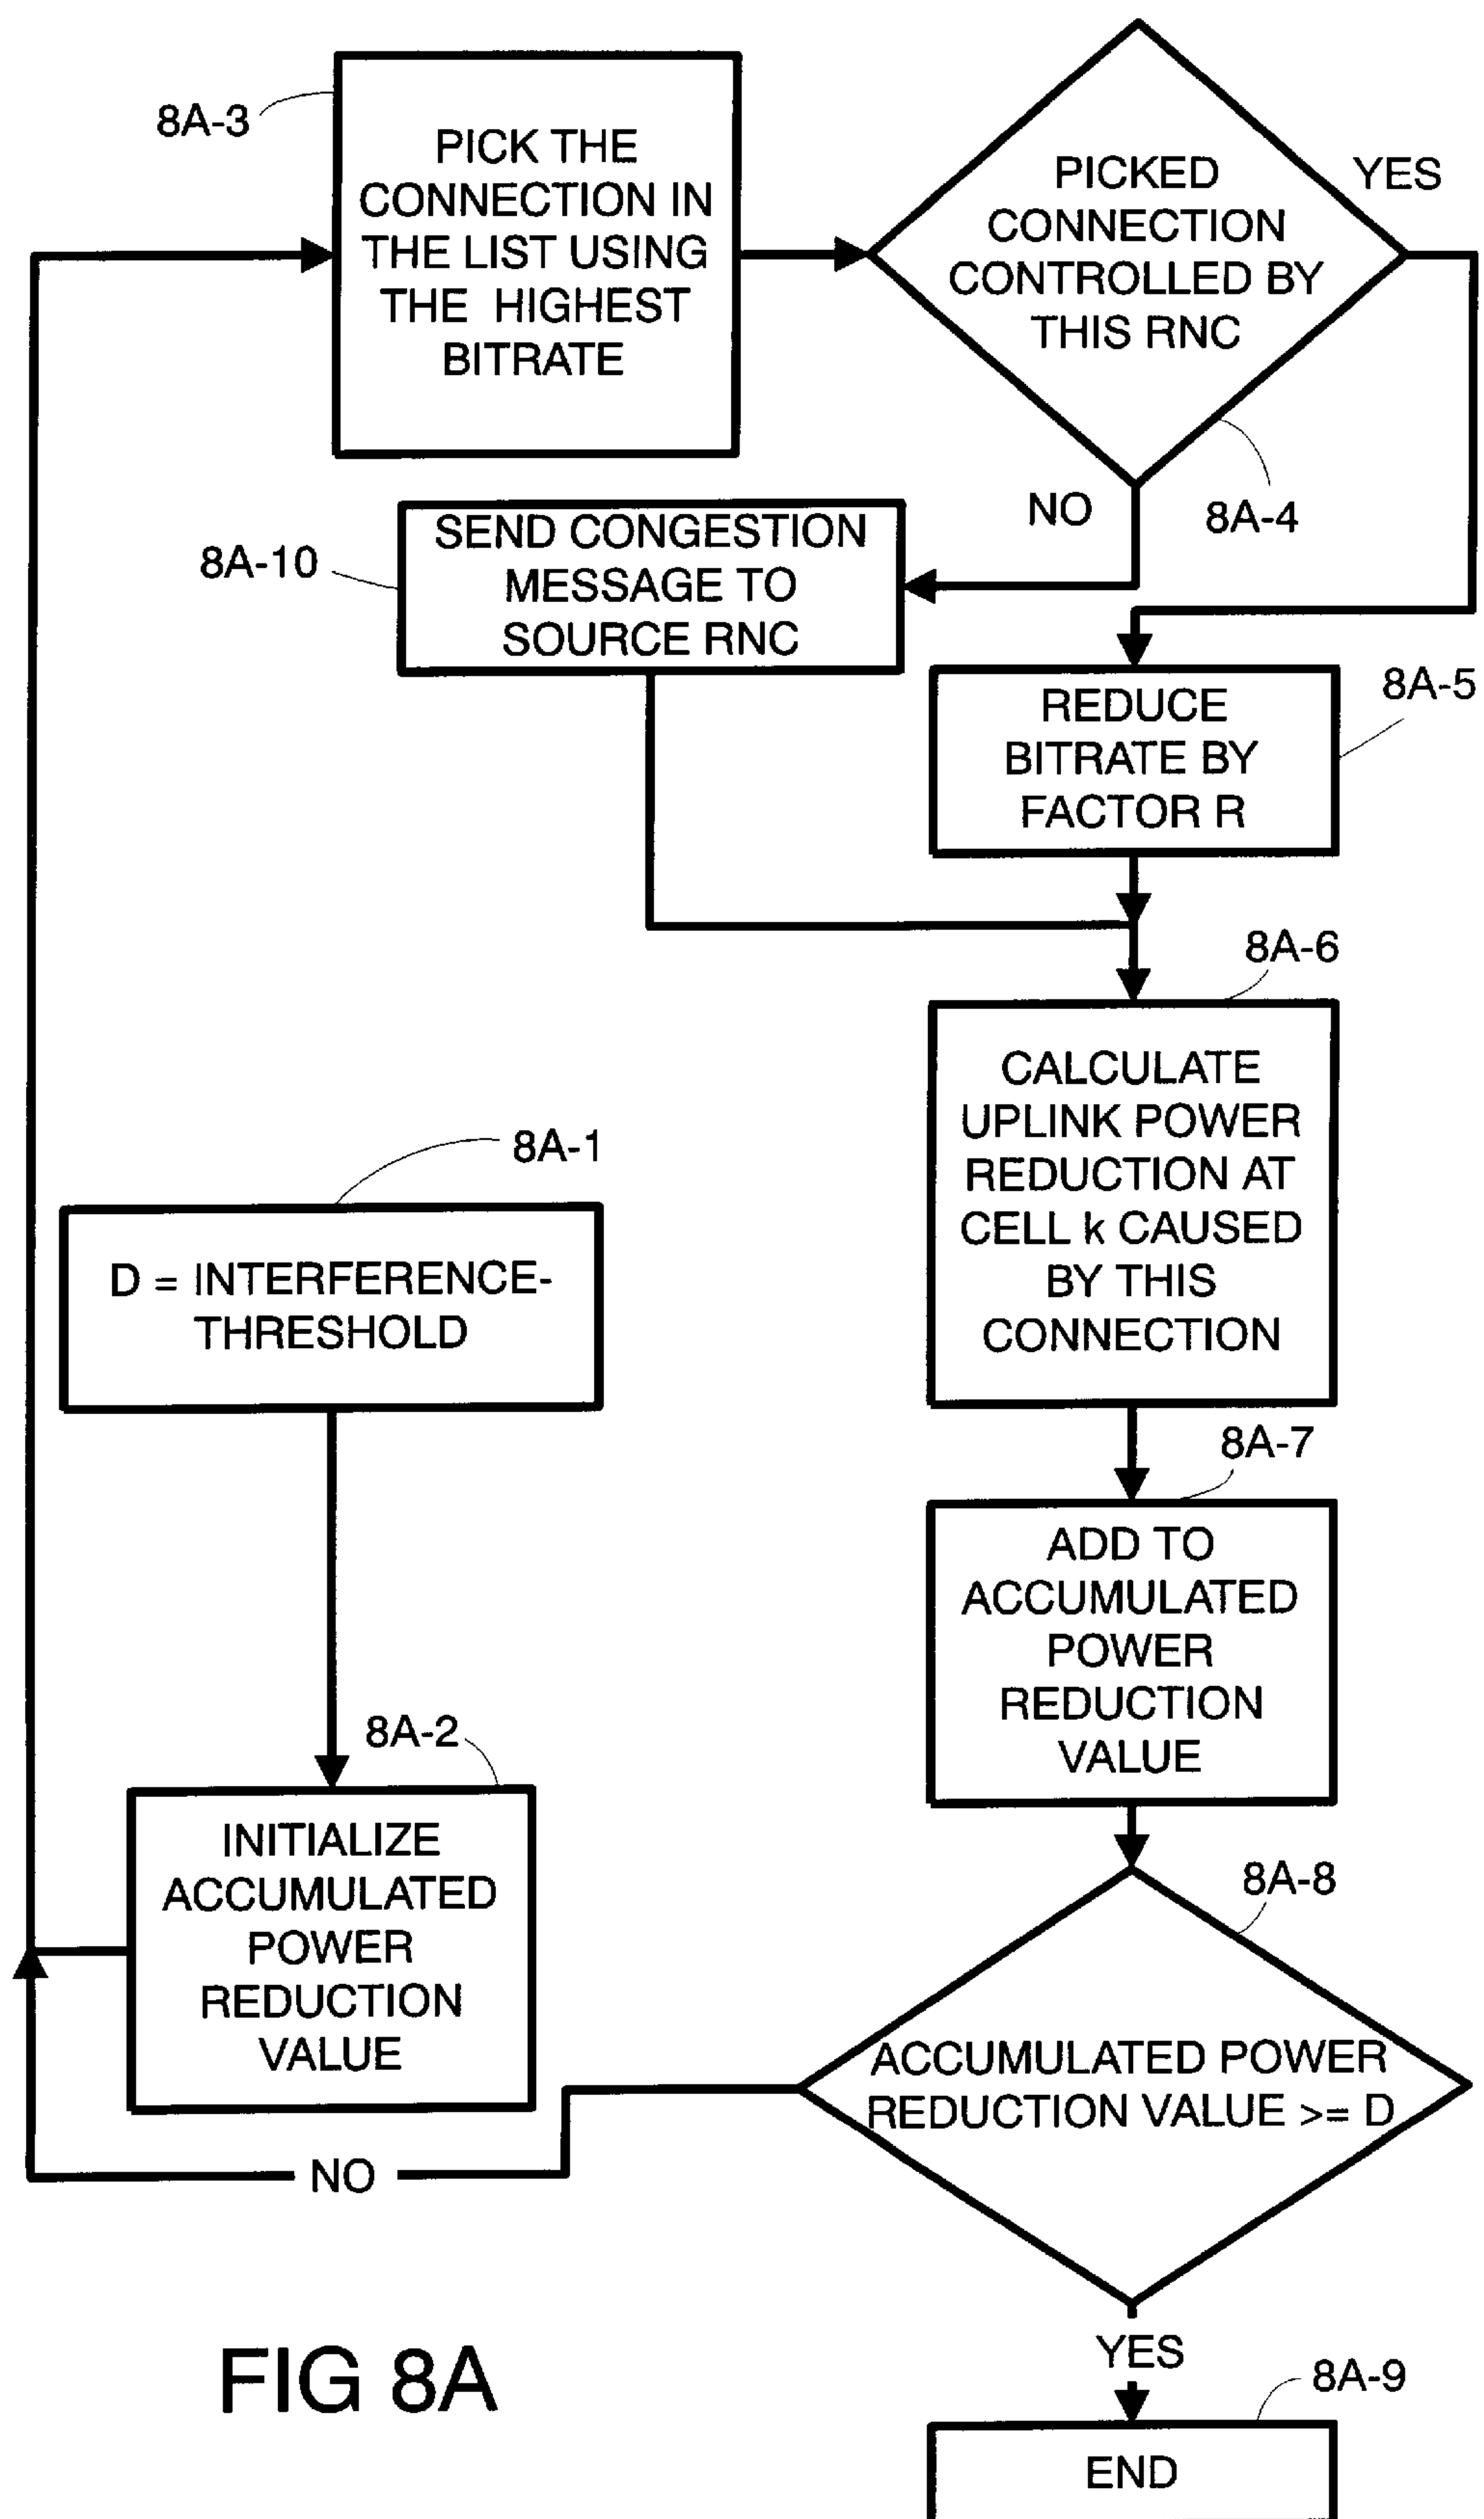 8A-3
PICK THE
CONNECTION IN
THE LIST USING
THE HIGHEST
BITRATE
PICKED
CONNECTION
CONTROLLED BY
THIS RNC
YES
NO
8A-4
8A-10
SEND CONGESTION
MESSAGE TO
SOURCE RNC
REDUCE
BITRATE BY
FACTOR R
8A-5
8A-6
CALCULATE
UPLINK POWER
REDUCTION AT
CELL k CAUSED
BY THIS
CONNECTION
8A-1
D = INTERFERENCE-
THRESHOLD
8A-7
ADD TO
ACCUMULATED
POWER
REDUCTION
VALUE
8A-2
INITIALIZE
ACCUMULATED
POWER
REDUCTION
VALUE
8A-8
ACCUMULATED POWER
REDUCTION VALUE >= D
NO
YES
8A-9
END
FIG 8A